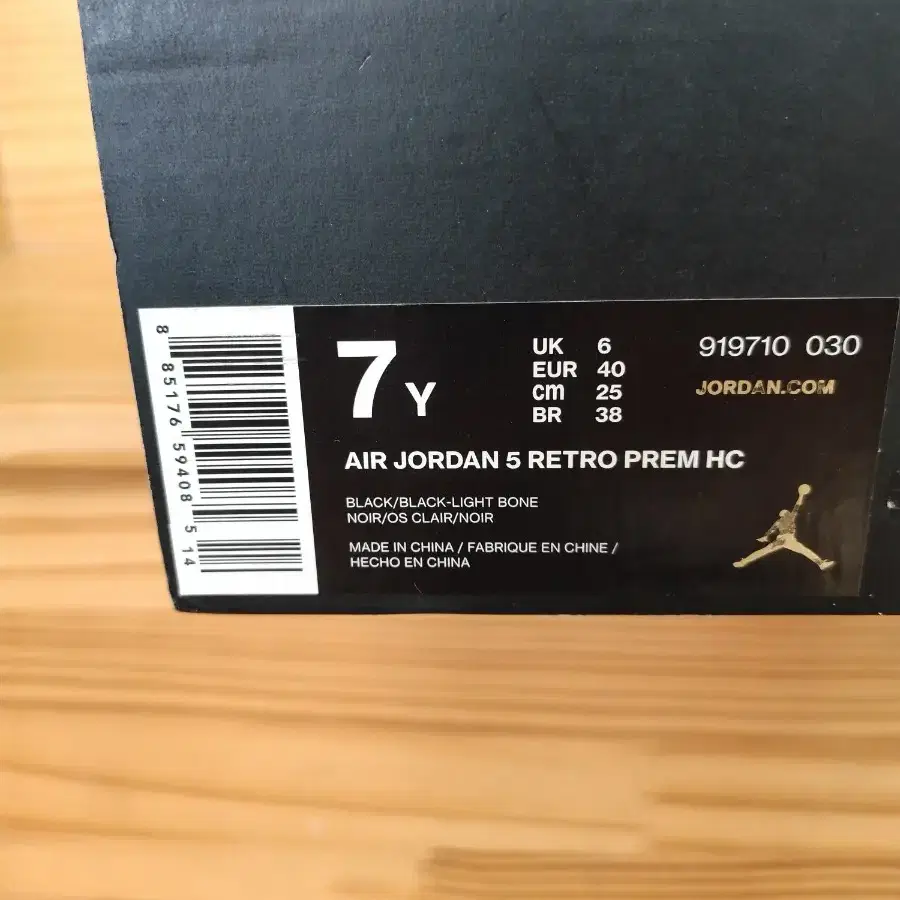 8 85176 59408 5 14
7 Y
UK 6
EUR 40
cm 25
BR 38
919710 030
JORDAN.COM
AIR JORDAN 5 RETRO PREM HC
BLACK/BLACK-LIGHT BONE
NOIR/OS CLAIR/NOIR
MADE IN CHINA / FABRIQUE EN CHINE /
HECHO EN CHINA